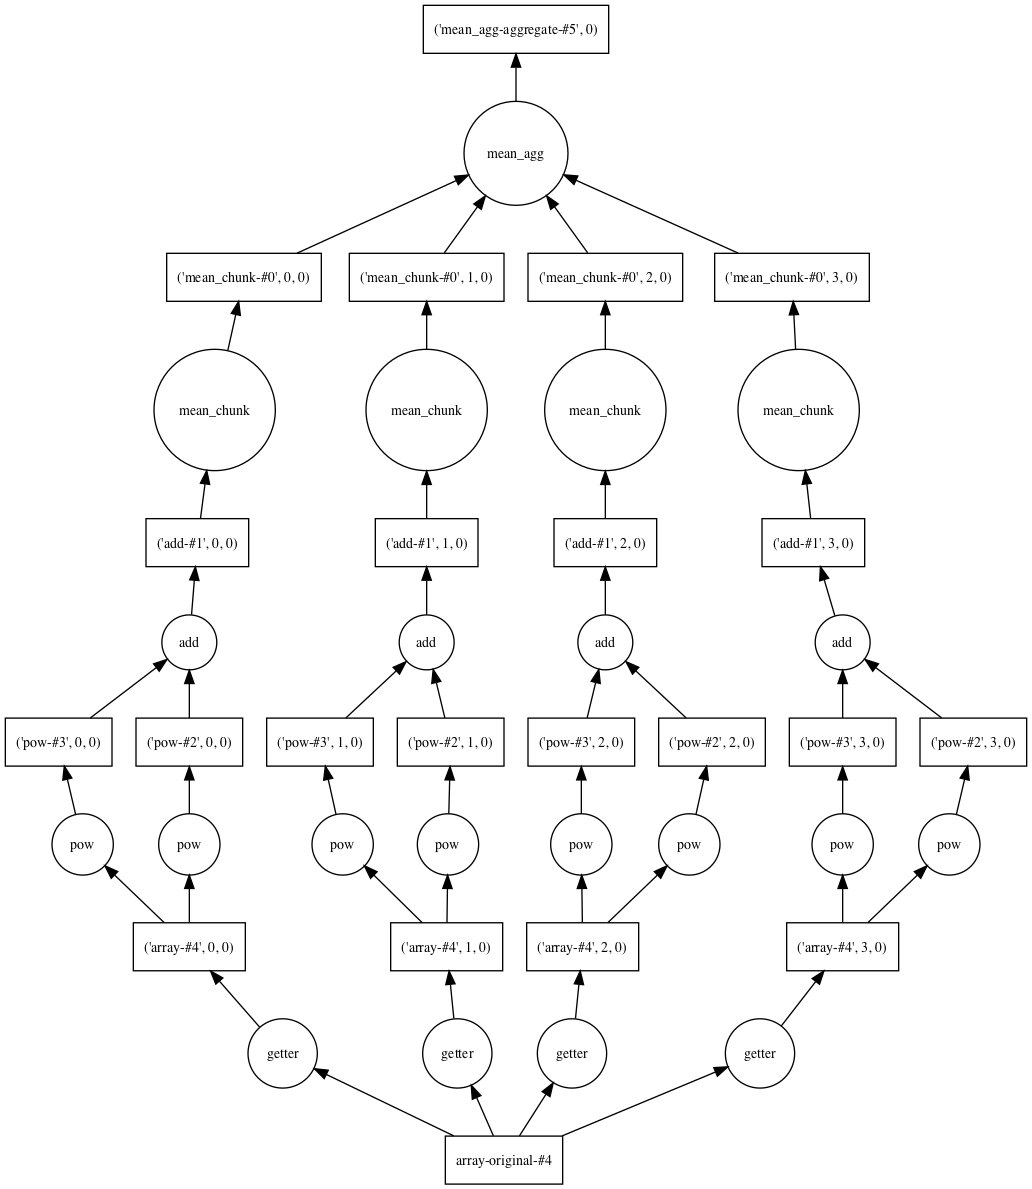 ('mean_agg-aggregate-#5', 0)
mean_agg
('mean_chunk-#0', 0, 0)
('mean_chunk-#0', 1, 0)
('mean_chunk-#0', 2, 0)
('mean_chunk-#0', 3, 0)
mean_chunk
mean_chunk
mean_chunk
mean_chunk
('add-#1', 0, 0)
('add-#1', 1, 0)
('add-#1', 2, 0)
('add-#1', 3, 0)
add
add
add
add
('pow-#3', 0, 0)
('pow-#2', 0, 0)
('pow-#3', 1, 0)
('pow-#2', 1, 0)
('pow-#3', 2, 0)
('pow-#2', 2, 0)
('pow-#3', 3, 0)
('pow-#2', 3, 0)
pow
pow
pow
pow
pow
pow
pow
pow
('array-#4', 0, 0)
('array-#4', 1, 0)
('array-#4', 2, 0)
('array-#4', 3, 0)
getter
getter
getter
getter
array-original-#4